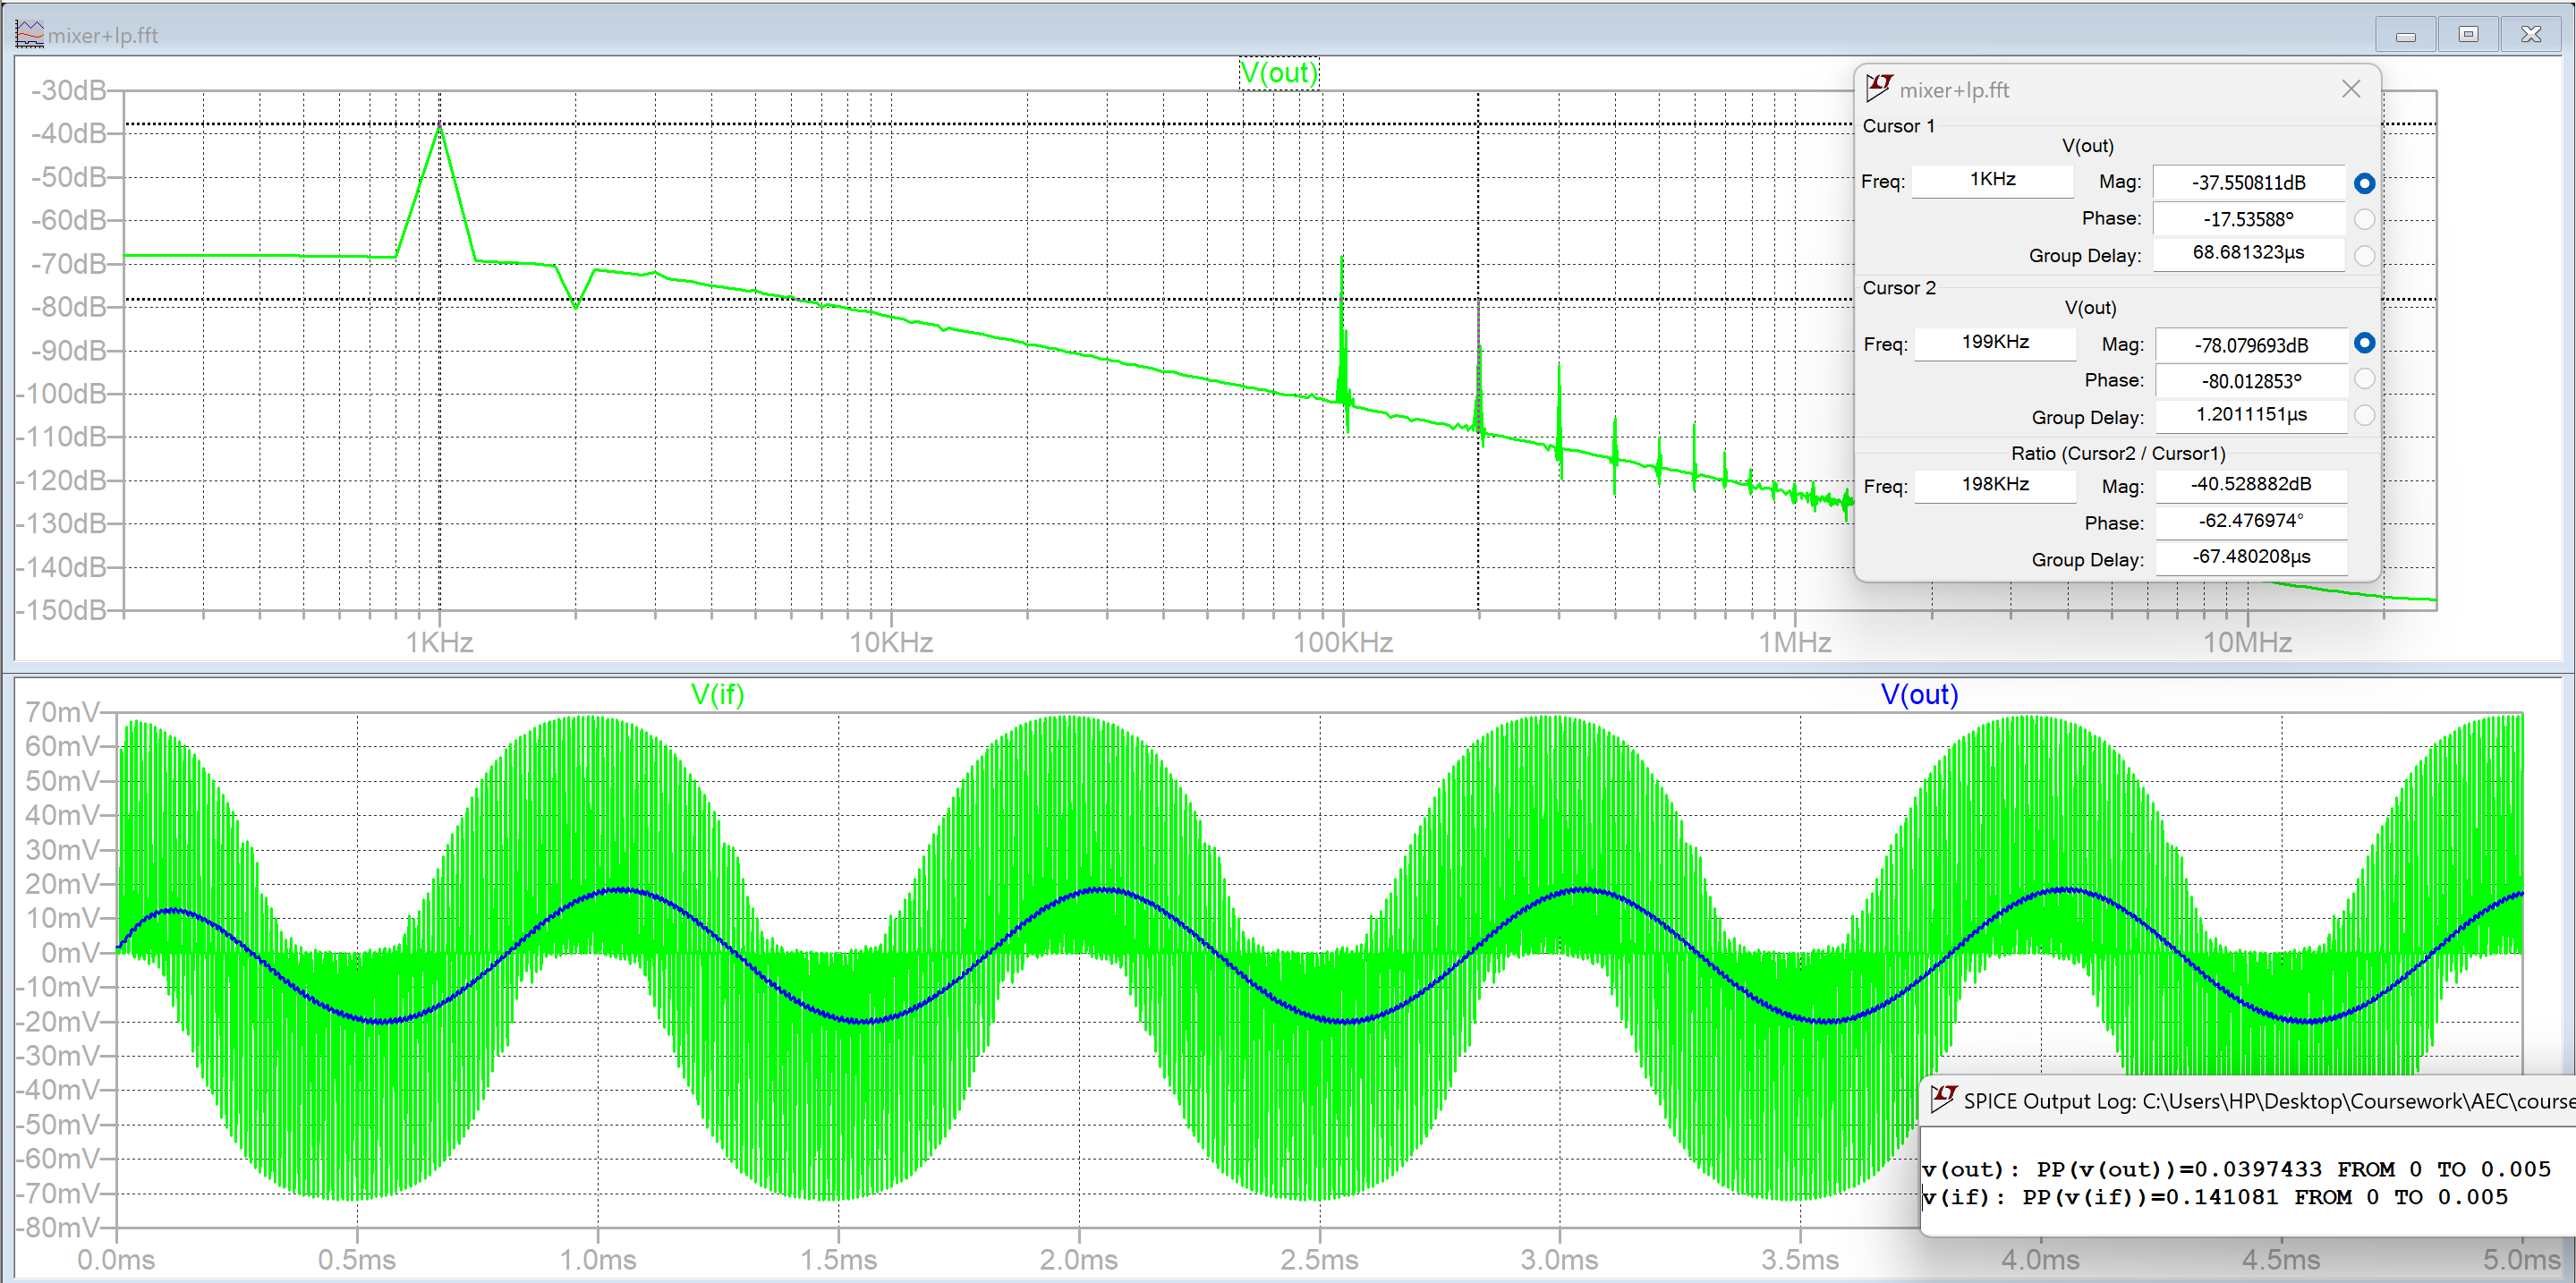 mixer+lp.fft
V(out)
-30dB
-40dB
-50dB
-60dB
-70dB
-80dB
-90dB
-100dB
-110dB
-120dB
-130dB
-140dB
-150dB
1KHz 10KHz 100KHz 1MHz 10MHz
mixer+lp.fft
Cursor 1
V(out)
Freq: 1KHz Mag: -37.550811dB
Phase: -17.53588°
Group Delay: 68.681323µs
Cursor 2
V(out)
Freq: 199KHz Mag: -78.079693dB
Phase: -80.012853°
Group Delay: 1.2011151µs
Ratio (Cursor2 / Cursor1)
Freq: 198KHz Mag: -40.528882dB
Phase: -62.476974°
Group Delay: -67.480208µs
V(if) V(out)
70mV
60mV
50mV
40mV
30mV
20mV
10mV
0mV
-10mV
-20mV
-30mV
-40mV
-50mV
-60mV
-70mV
-80mV
0.0ms 0.5ms 1.0ms 1.5ms 2.0ms 2.5ms 3.0ms 3.5ms 4.0ms 4.5ms 5.0ms
SPICE Output Log: C:\Users\HP\Desktop\Coursework\AEC\course
v(out): PP(v(out))=0.0397433 FROM 0 TO 0.005
v(if): PP(v(if))=0.141081 FROM 0 TO 0.005